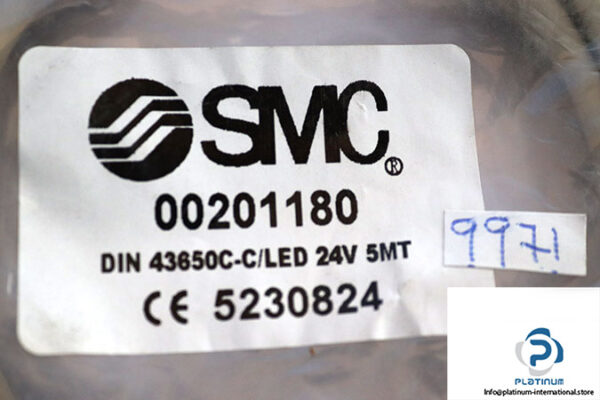 SMC®
00201180
DIN 43650C-C/LED 24V 5MT
CE 5230824
9971
PLATINUM
Info@platinum-international.store